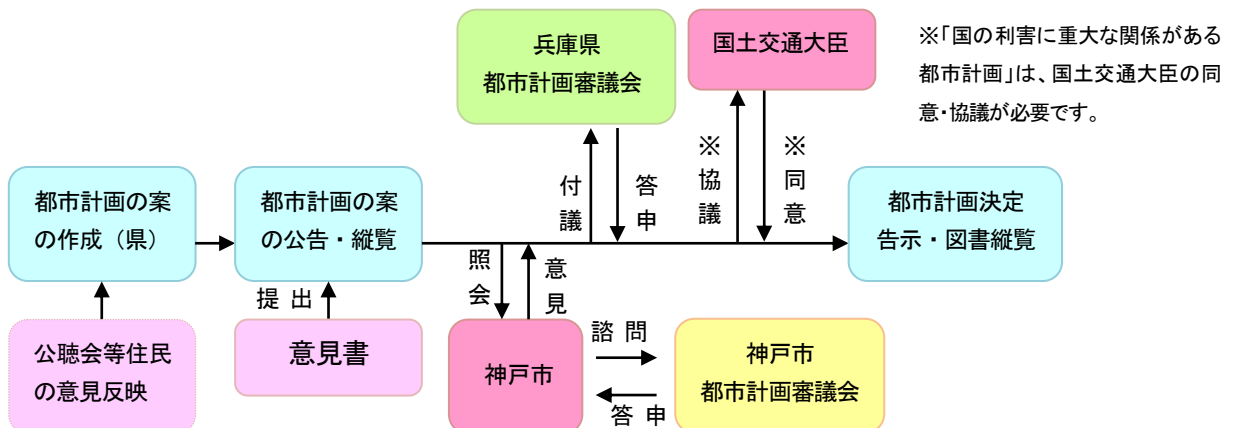 兵庫県
都市計画審議会
国土交通大臣
※「国の利害に重大な関係がある
都市計画」は、国土交通大臣の同
意・協議が必要です。
付議
答申
※協議
※同意
都市計画の案
の作成（県）
都市計画の案
の公告・縦覧
都市計画決定
告示・図書縦覧
照会
意見
提出
公聴会等住民
の意見反映
意見書
神戸市
諮問
答申
神戸市
都市計画審議会